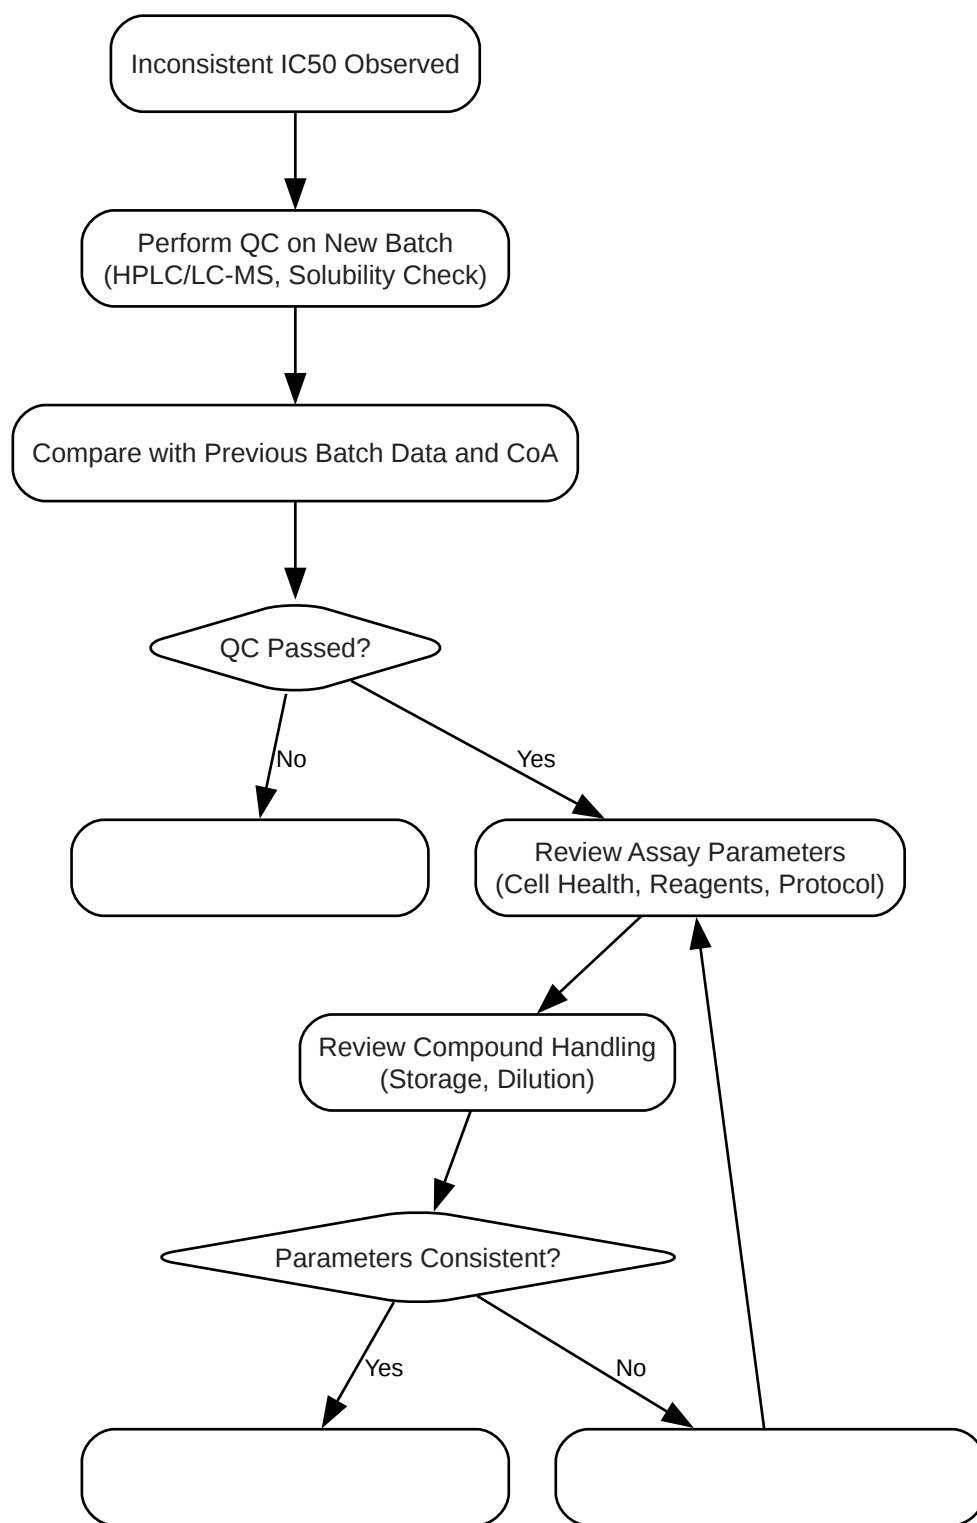 Inconsistent IC50 Observed
Perform QC on New Batch
(HPLC/LC-MS, Solubility Check)
Compare with Previous Batch Data and CoA
QC Passed?
No
Yes
Review Assay Parameters
(Cell Health, Reagents, Protocol)
Review Compound Handling
(Storage, Dilution)
Parameters Consistent?
Yes
No